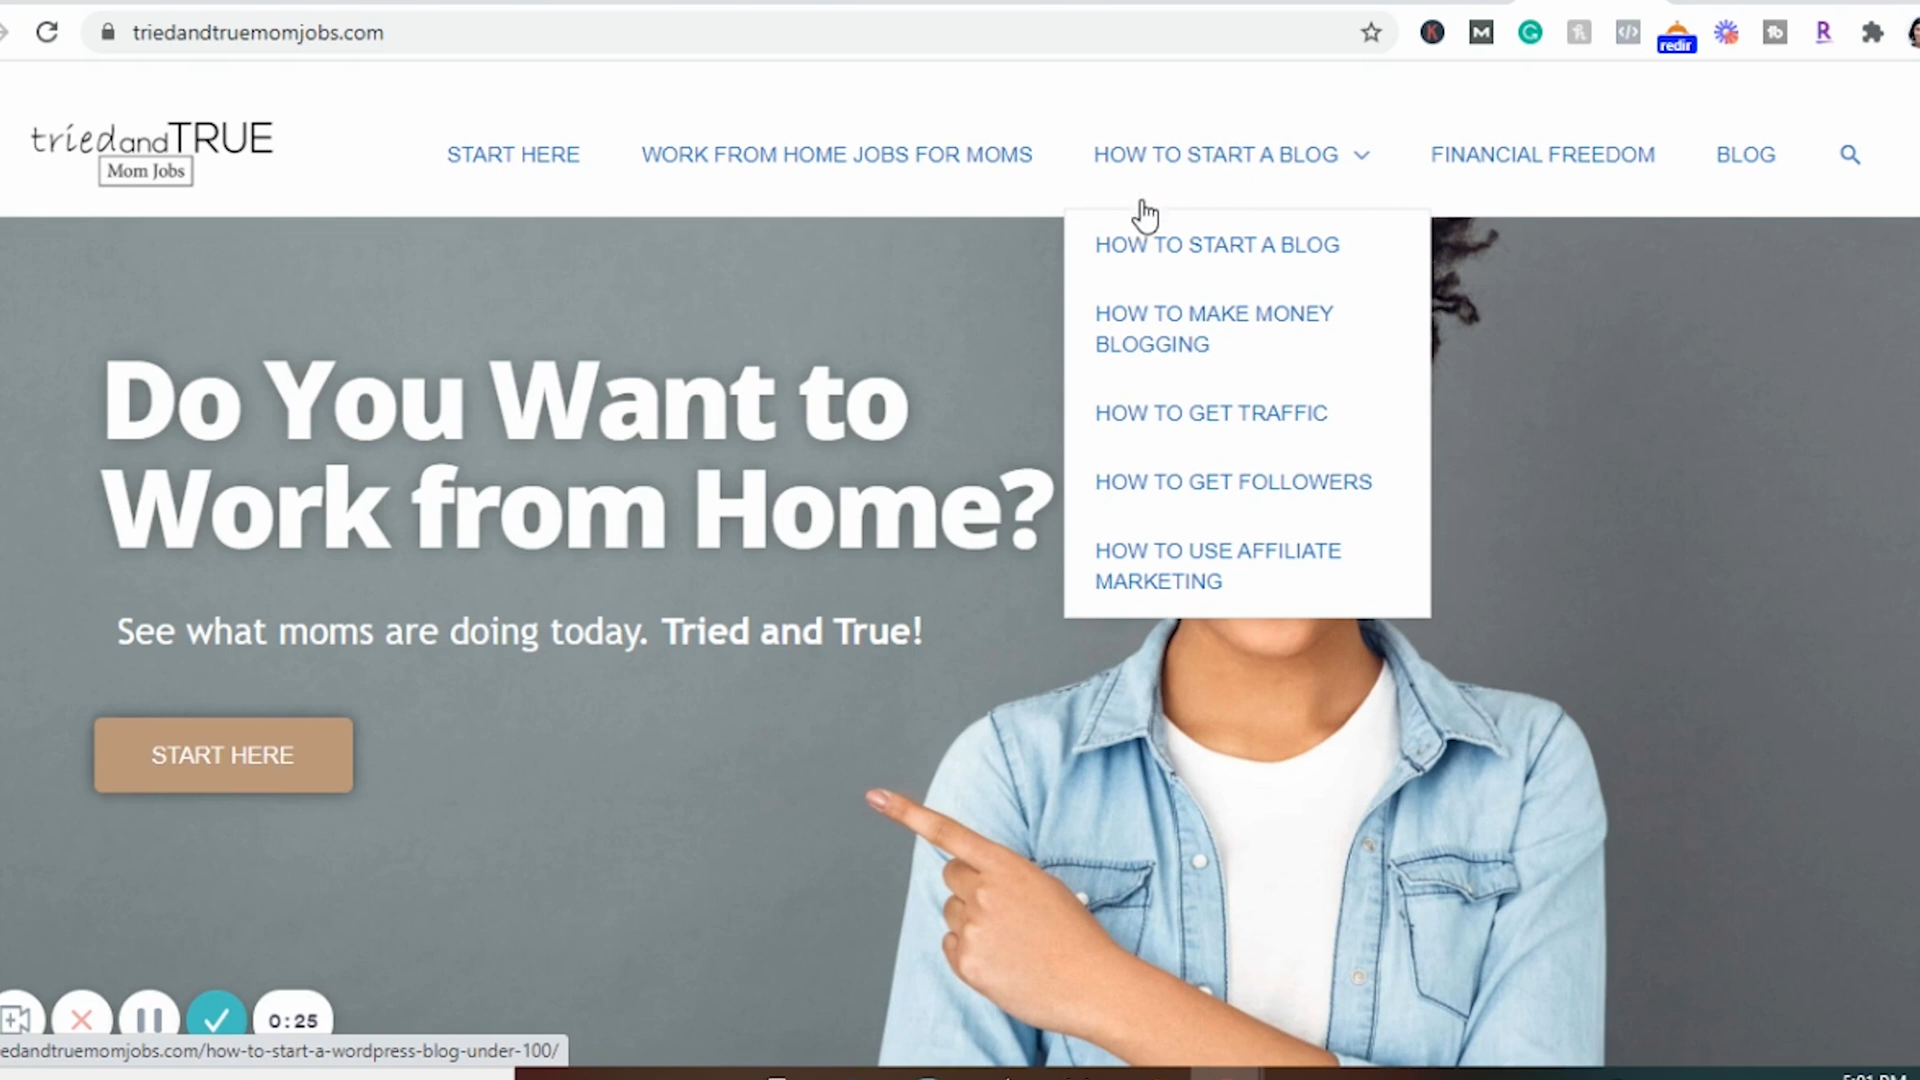 triedandtruemomjobs.com
redir
triedandTRUE
Mom Jobs
START HERE
WORK FROM HOME JOBS FOR MOMS
HOW TO START A BLOG
FINANCIAL FREEDOM
BLOG
HOW TO START A BLOG
HOW TO MAKE MONEY
BLOGGING
HOW TO GET TRAFFIC
HOW TO GET FOLLOWERS
HOW TO USE AFFILIATE
MARKETING
Do You Want to
Work from Home?
See what moms are doing today. Tried and True!
START HERE
0:25
edandtruemomjobs.com/how-to-start-a-wordpress-blog-under-100/